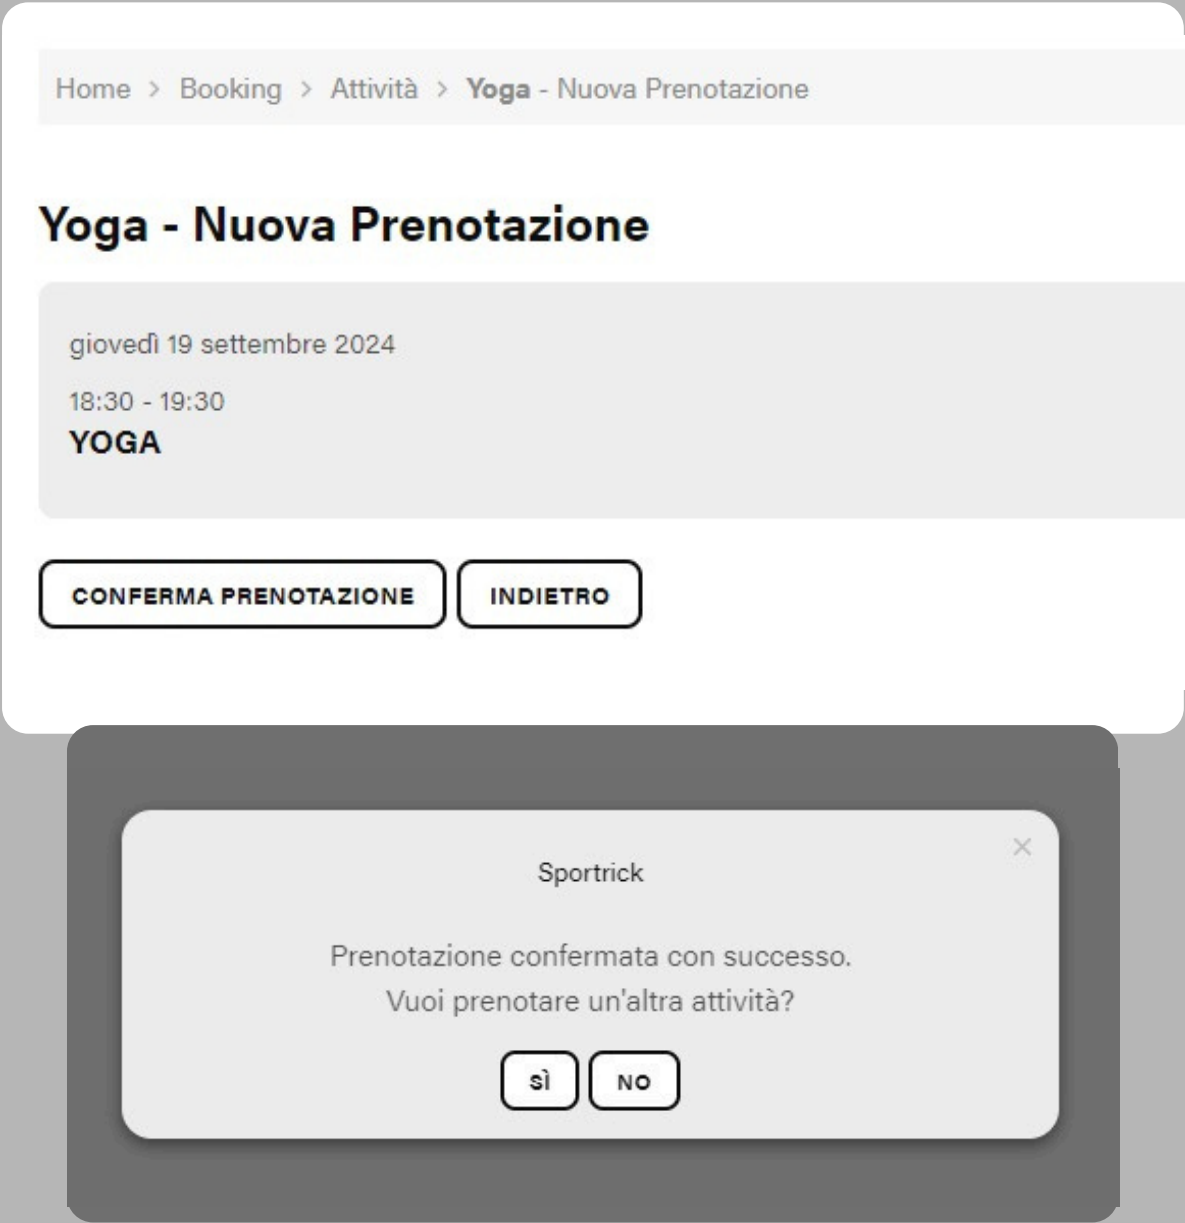 Home > Booking > Attività > Yoga - Nuova Prenotazione
Yoga - Nuova Prenotazione
giovedì 19 settembre 2024
18:30 - 19:30
YOGA
CONFERMA PRENOTAZIONE INDIETRO
×
Sportrick
Prenotazione confermata con successo.
Vuoi prenotare un'altra attività?
SÌ NO